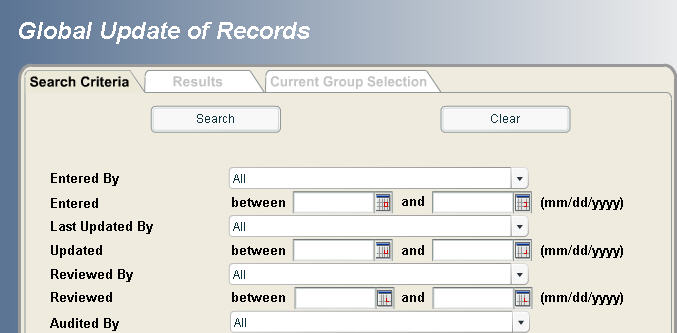 Global Update of Records
Search Criteria Results Current Group Selection
Search Clear
Entered By All
Entered between and (mm/dd/yyyy)
Last Updated By All
Updated between and (mm/dd/yyyy)
Reviewed By All
Reviewed between and (mm/dd/yyyy)
Audited By All